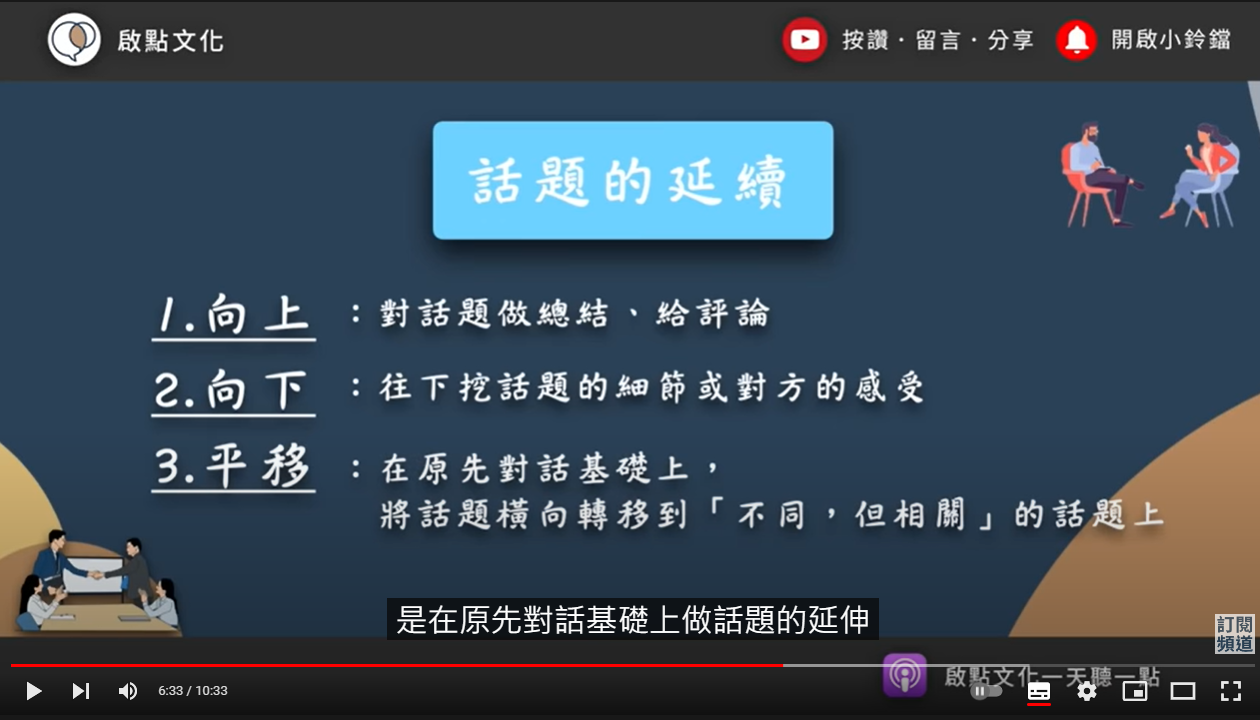 啟點文化
按讚・留言・分享
開啟小鈴鐺
話題的延續
1.向上：對話題做總結、給評論
2.向下：往下挖話題的細節或對方的感受
3.平移：在原先對話基礎上，
將話題橫向轉移到「不同，但相關」的話題上
是在原先對話基礎上做話題的延伸
訂閱
頻道
啟點文化一天聽一點
6:33 / 10:33